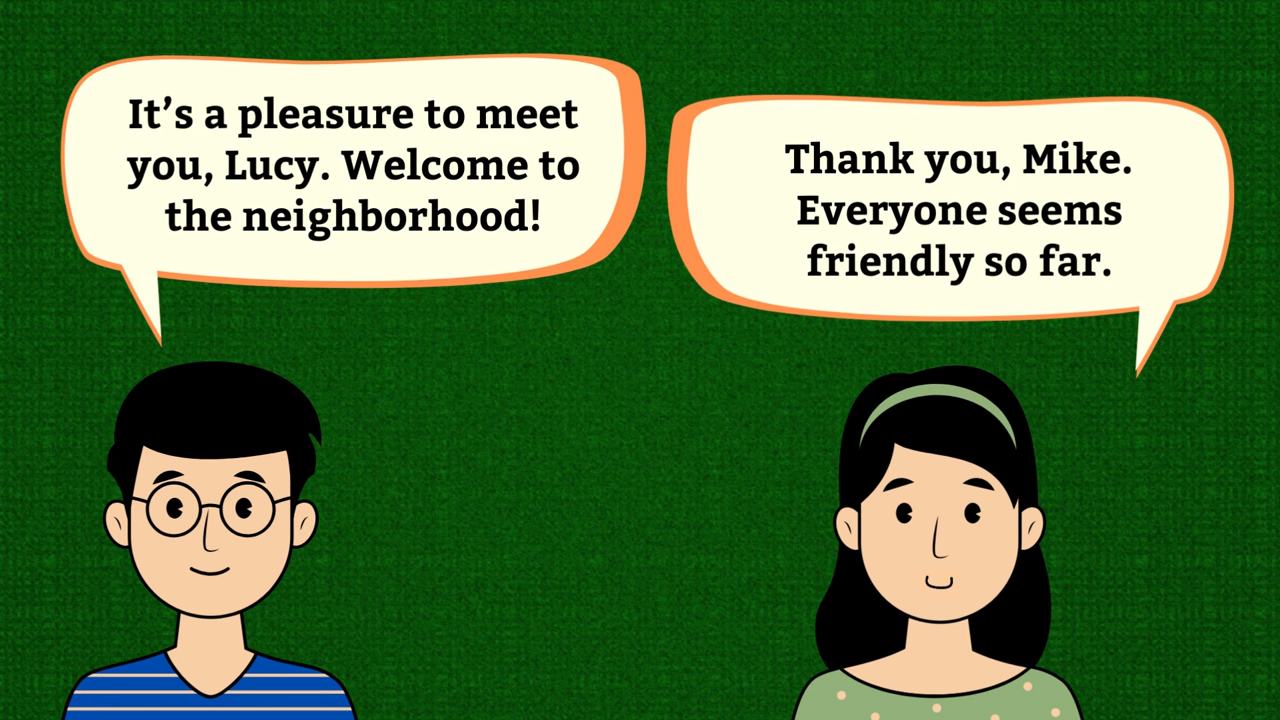 It’s a pleasure to meet
you, Lucy. Welcome to
the neighborhood!
Thank you, Mike.
Everyone seems
friendly so far.